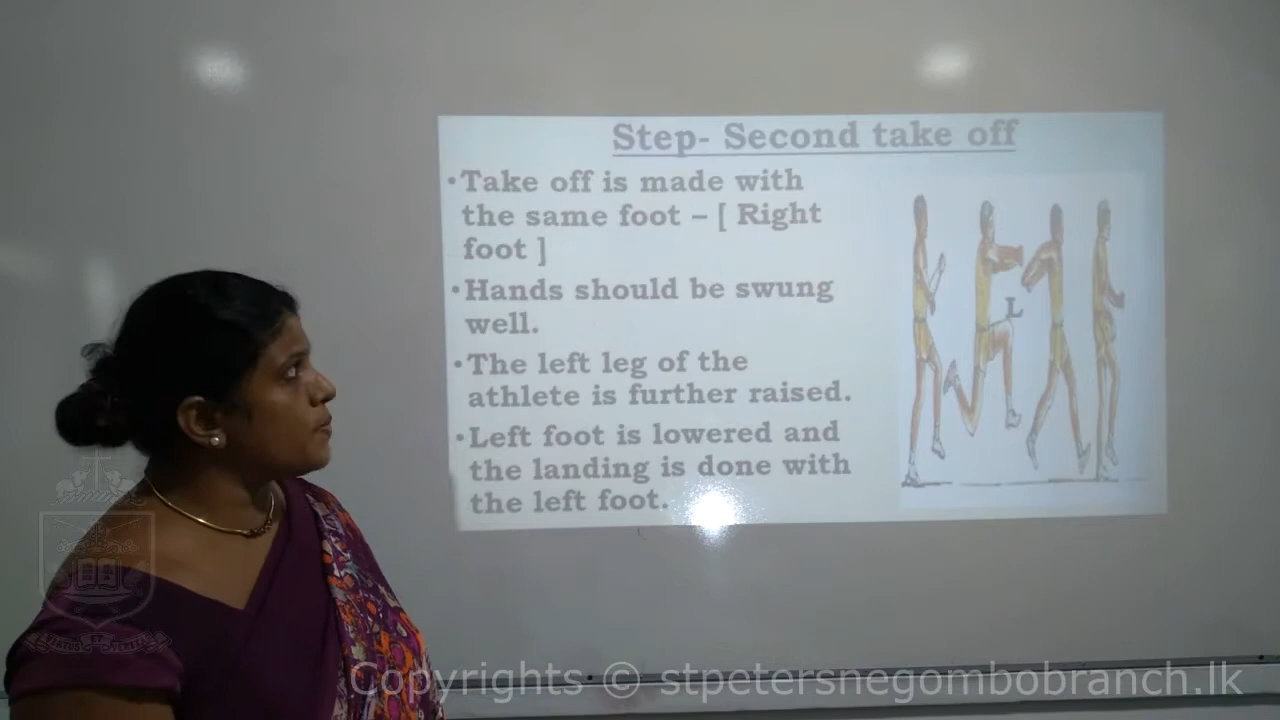 Step- Second take off
•Take off is made with
the same foot – [ Right
foot ]
•Hands should be swung
well.
•The left leg of the
athlete is further raised.
•Left foot is lowered and
the landing is done with
the left foot.
L
Copyrights © stpetersnegombobranch.lk